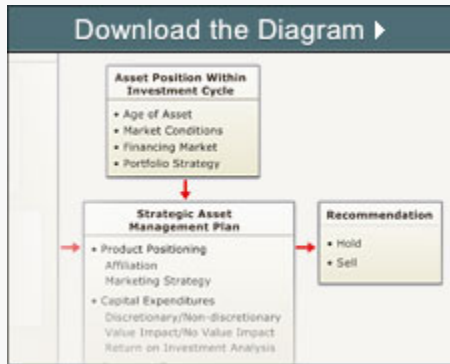 Download the Diagram
Asset Position Within
Investment Cycle
• Age of Asset
• Market Conditions
• Financing Market
• Portfolio Strategy
Strategic Asset
Management Plan
• Product Positioning
Affiliation
Marketing Strategy
• Capital Expenditures
Discretionary/Non-discretionary
Value Impact/No Value Impact
Return on Investment Analysis
Recommendation
• Hold
• Sell